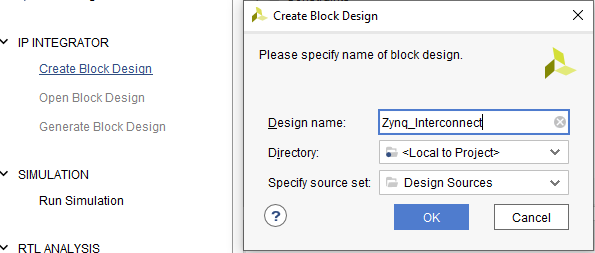 IP INTEGRATOR
Create Block Design
Open Block Design
Generate Block Design
SIMULATION
Run Simulation
RTL ANALYSIS
Create Block Design
Please specify name of block design.
Design name: Zynq_Interconnect
Directory: <Local to Project>
Specify source set: Design Sources
? OK Cancel